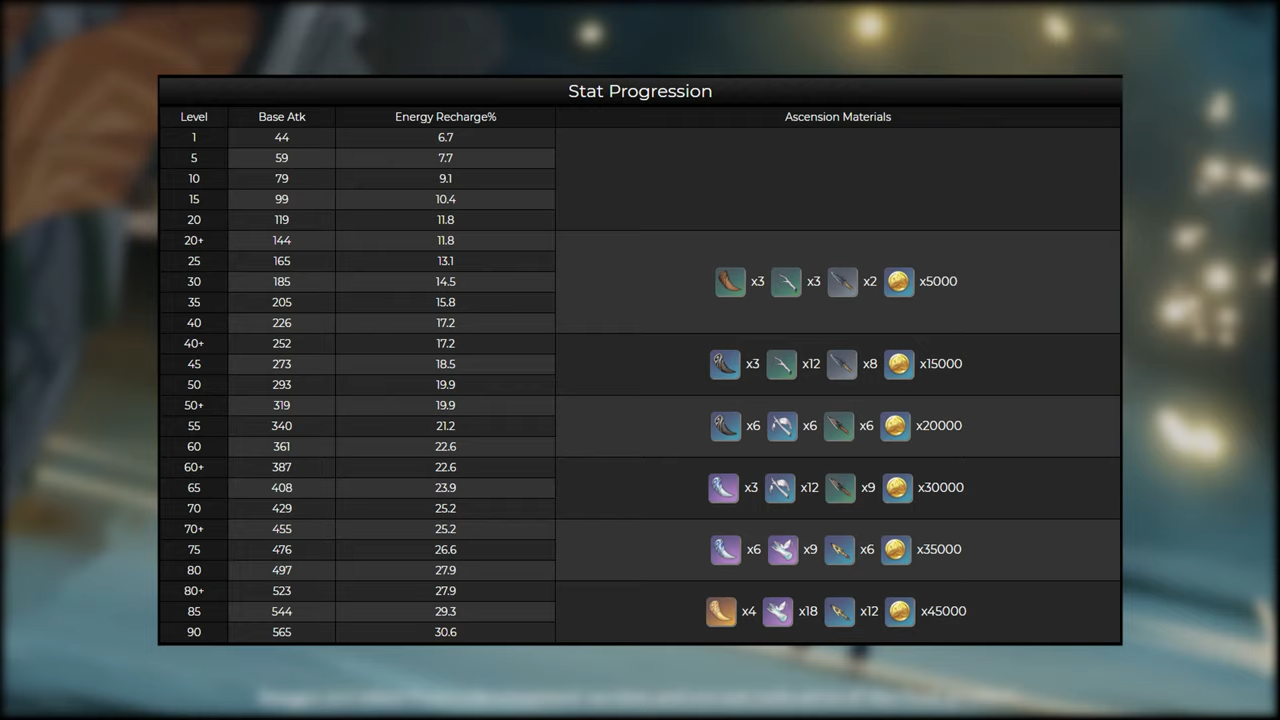 Stat Progression
Level Base Atk Energy Recharge% Ascension Materials
1 44 6.7
5 59 7.7
10 79 9.1
15 99 10.4
20 119 11.8
20+ 144 11.8
25 165 13.1
30 185 14.5 x3 x3 x2 x5000
35 205 15.8
40 226 17.2
40+ 252 17.2
45 273 18.5 x3 x12 x8 x15000
50 293 19.9
50+ 319 19.9
55 340 21.2 x6 x6 x6 x20000
60 361 22.6
60+ 387 22.6
65 408 23.9 x3 x12 x9 x30000
70 429 25.2
70+ 455 25.2
75 476 26.6 x6 x9 x6 x35000
80 497 27.9
80+ 523 27.9
85 544 29.3 x4 x18 x12 x45000
90 565 30.6